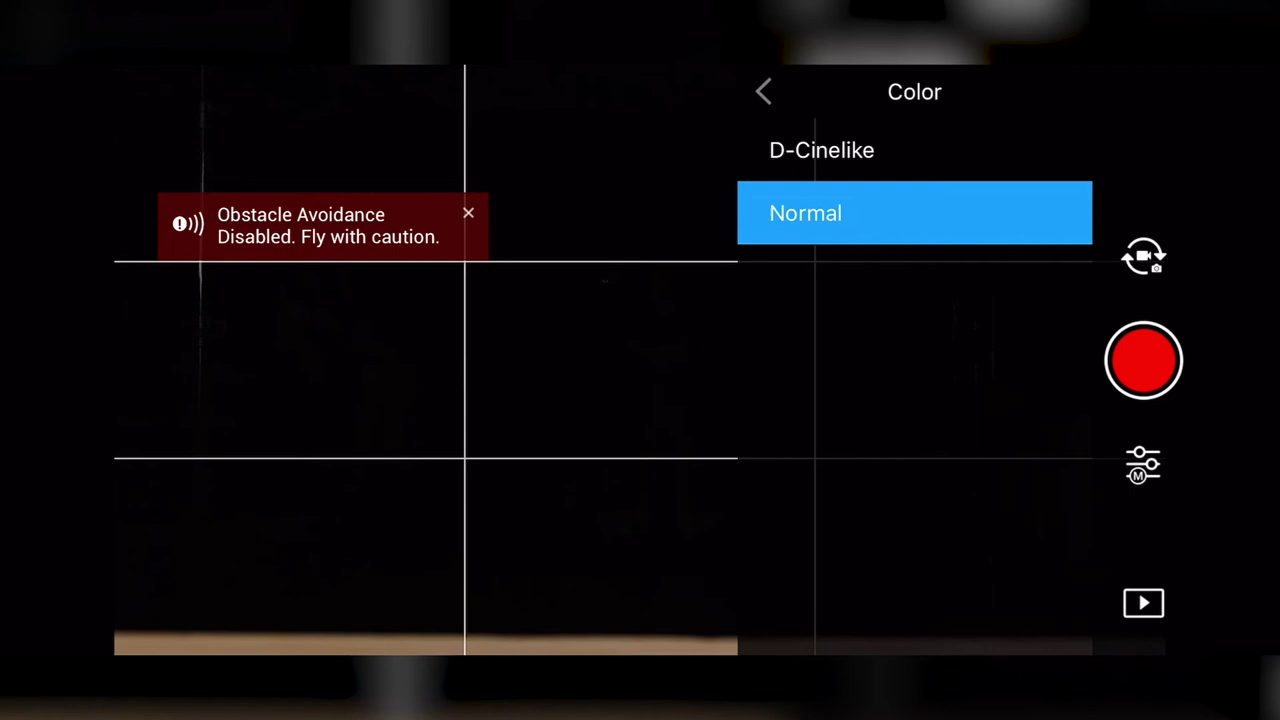 Color
D-Cinelike
Normal
Obstacle Avoidance
Disabled. Fly with caution.
M